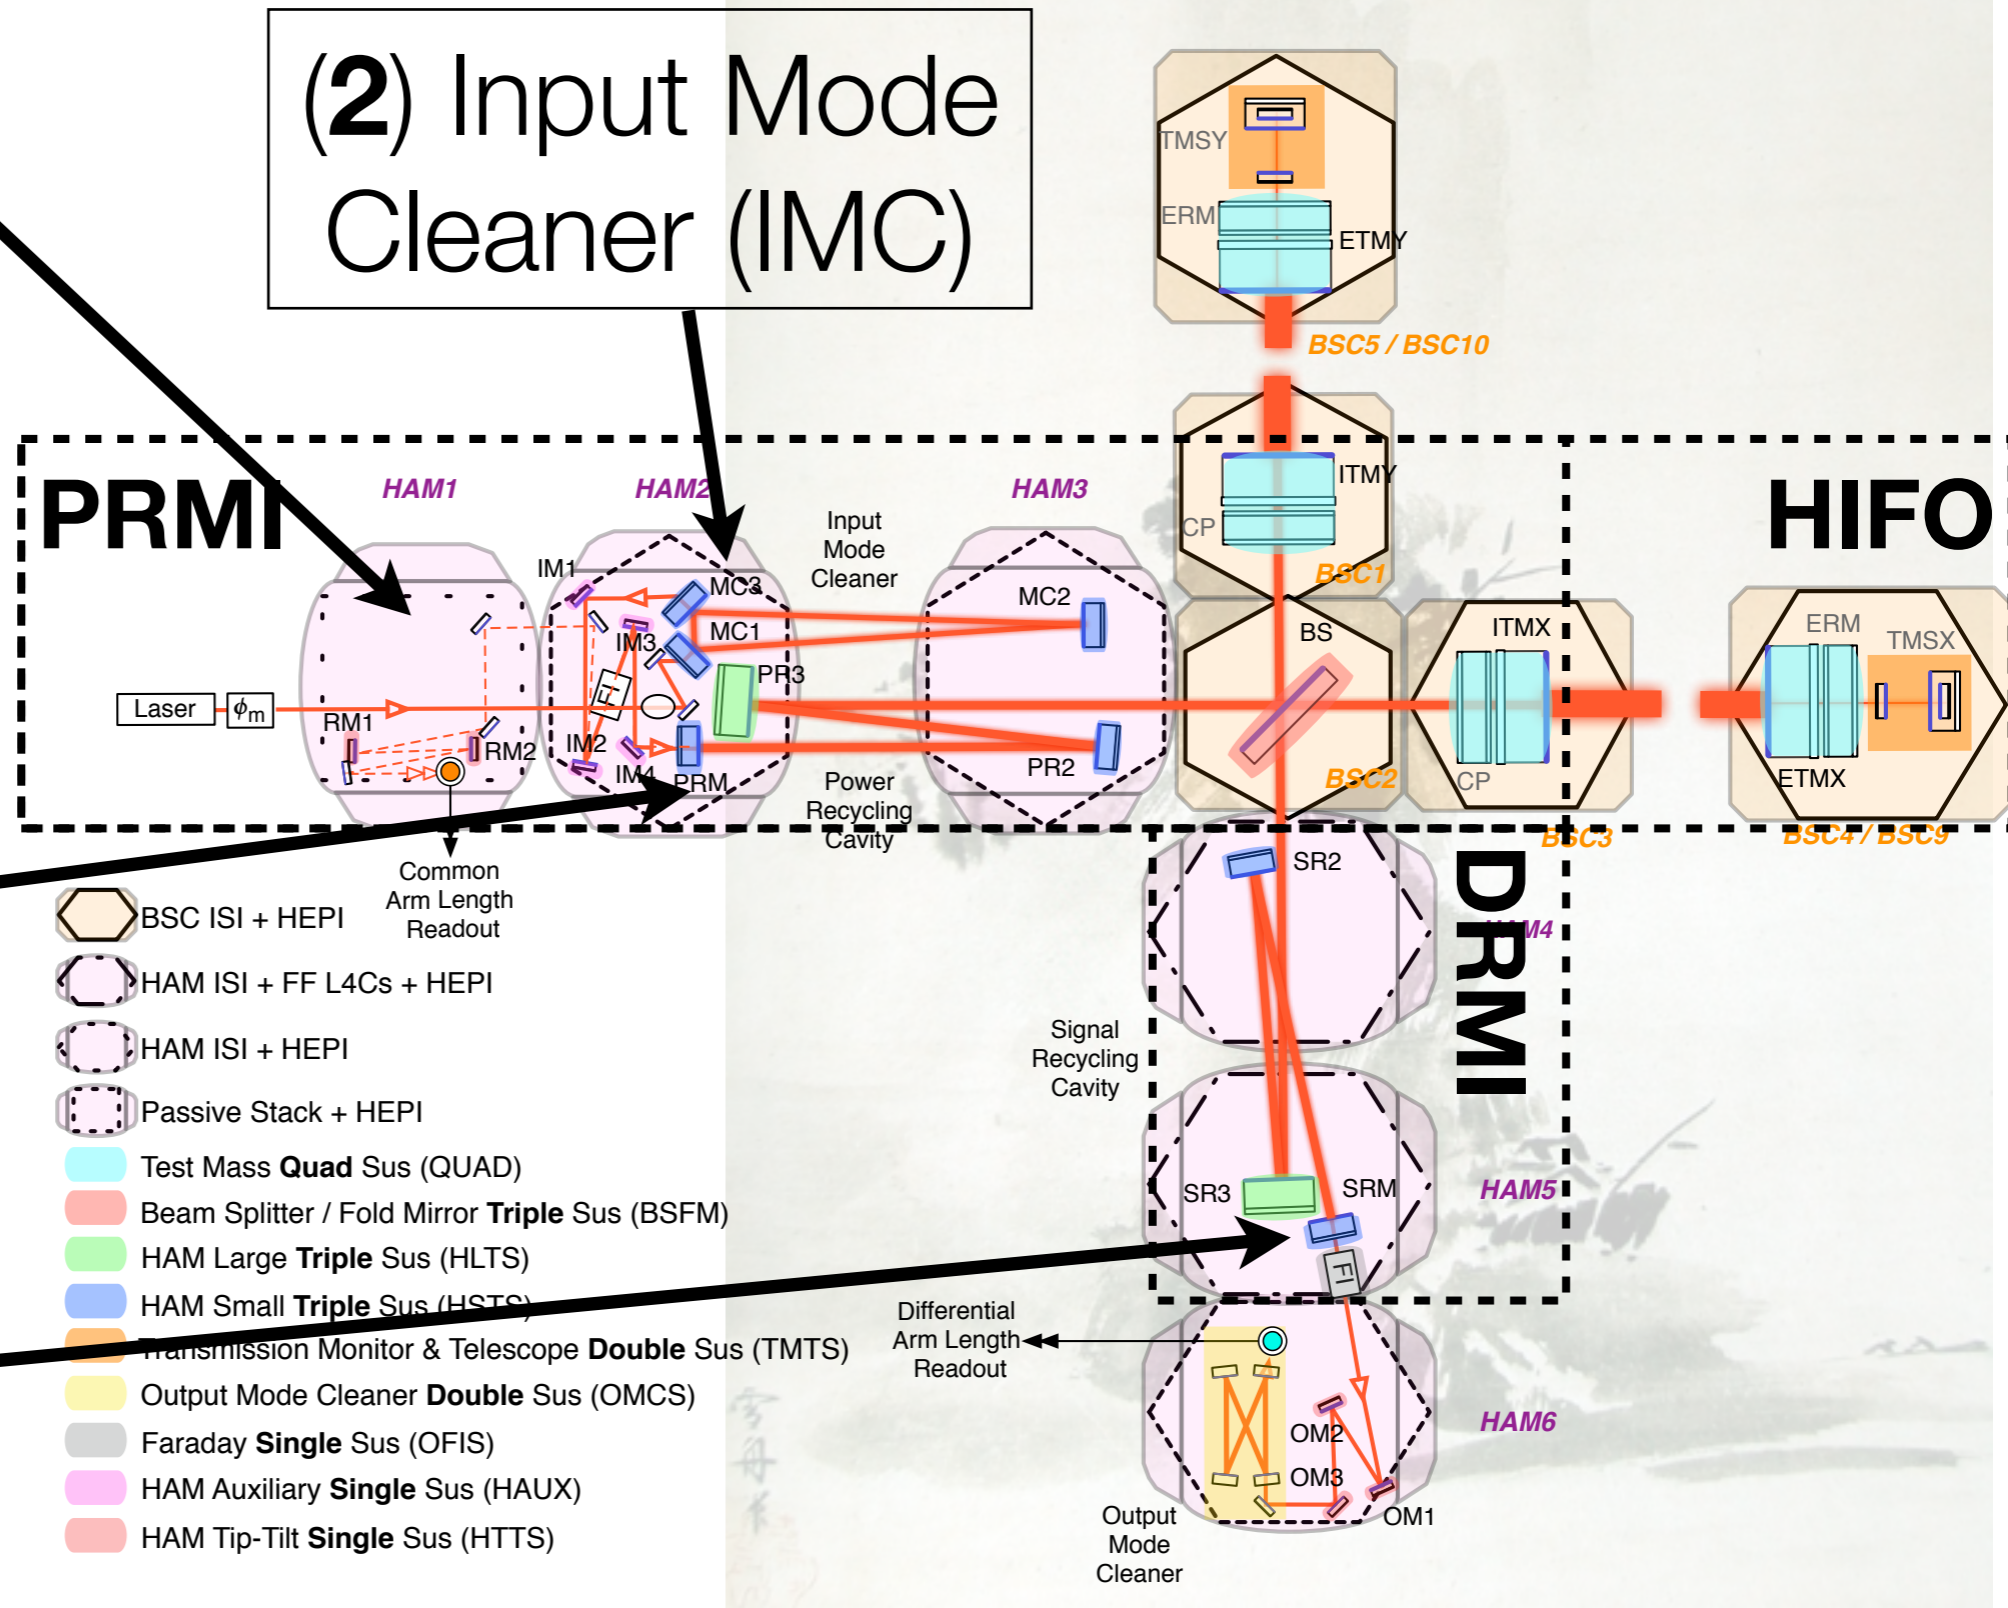 (2) Input Mode
Cleaner (IMC)
TMSY
ERM
ETMY
BSC5 / BSC10
PRMI
HAM1
HAM2
HAM3
ITMY
CP
BSC1
HIFO
Input
Mode
Cleaner
IM1
MC3
MC1
IM3
FI
PR3
MC2
BS
ITMX
ERM
TMSX
Laser
ϕm
RM1
RM2
IM2
IM4
PRM
PR2
BSC2
CP
ETMX
BSC3
BSC4 / BSC9
Power
Recycling
Cavity
Common
Arm Length
Readout
SR2
DRMI
HAM4
Signal
Recycling
Cavity
SR3
SRM
HAM5
FI
BSC ISI + HEPI
HAM ISI + FF L4Cs + HEPI
HAM ISI + HEPI
Passive Stack + HEPI
Test Mass Quad Sus (QUAD)
Beam Splitter / Fold Mirror Triple Sus (BSFM)
HAM Large Triple Sus (HLTS)
HAM Small Triple Sus (HSTS)
Transmission Monitor & Telescope Double Sus (TMTS)
Output Mode Cleaner Double Sus (OMCS)
Faraday Single Sus (OFIS)
HAM Auxiliary Single Sus (HAUX)
HAM Tip-Tilt Single Sus (HTTS)
Differential
Arm Length
Readout
OM2
OM3
OM1
HAM6
Output
Mode
Cleaner